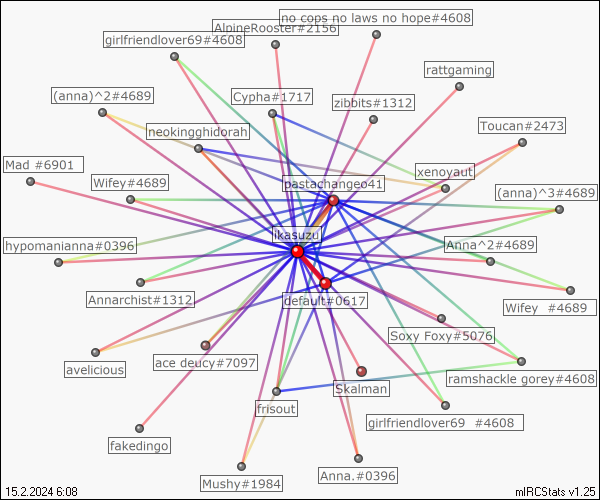 no cops no laws no hope#4608
AlpineRooster#2156
girlfriendlover69#4608
rattgaming
(anna)^2#4689
Cypha#1717
zibbits#1312
neokingghidorah
Toucan#2473
Mad #6901
xenoyaut
pastachangeo41
Wifey#4689
(anna)^3#4689
ikasuzu
hypomanianna#0396
Anna^2#4689
Annarchist#1312
default#0617
Wifey  #4689
Soxy Foxy#5076
avelicious
ace deucy#7097
ramshackle gorey#4608
Skalman
frisout
girlfriendlover69  #4608
fakedingo
Anna.#0396
Mushy#1984
15.2.2024 6:08
mIRCStats v1.25